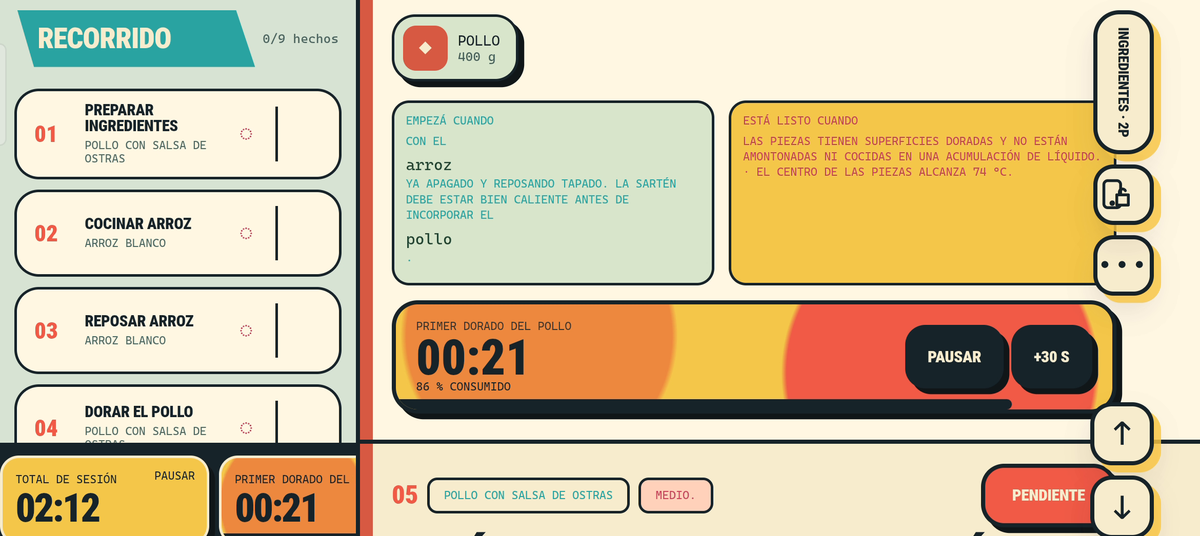 RECORRIDO
0/9 hechos
01
PREPARAR
INGREDIENTES
POLLO CON SALSA DE
OSTRAS
02
COCINAR ARROZ
ARROZ BLANCO
03
REPOSAR ARROZ
ARROZ BLANCO
04
DORAR EL POLLO
POLLO CON SALSA DE
OSTRAS
TOTAL DE SESIÓN
PAUSAR
02:12
PRIMER DORADO DEL
00:21
POLLO
400 g
EMPEZÁ CUANDO
CON EL
arroz
YA APAGADO Y REPOSANDO TAPADO. LA SARTÉN
DEBE ESTAR BIEN CALIENTE ANTES DE
INCORPORAR EL
pollo
.
ESTÁ LISTO CUANDO
LAS PIEZAS TIENEN SUPERFICIES DORADAS Y NO ESTÁN
AMONTONADAS NI COCIDAS EN UNA ACUMULACIÓN DE LÍQUIDO.
· EL CENTRO DE LAS PIEZAS ALCANZA 74 °C.
PRIMER DORADO DEL POLLO
00:21
86 % CONSUMIDO
PAUSAR
+30 S
05
POLLO CON SALSA DE OSTRAS
MEDIO.
PENDIENTE
INGREDIENTES · 2P